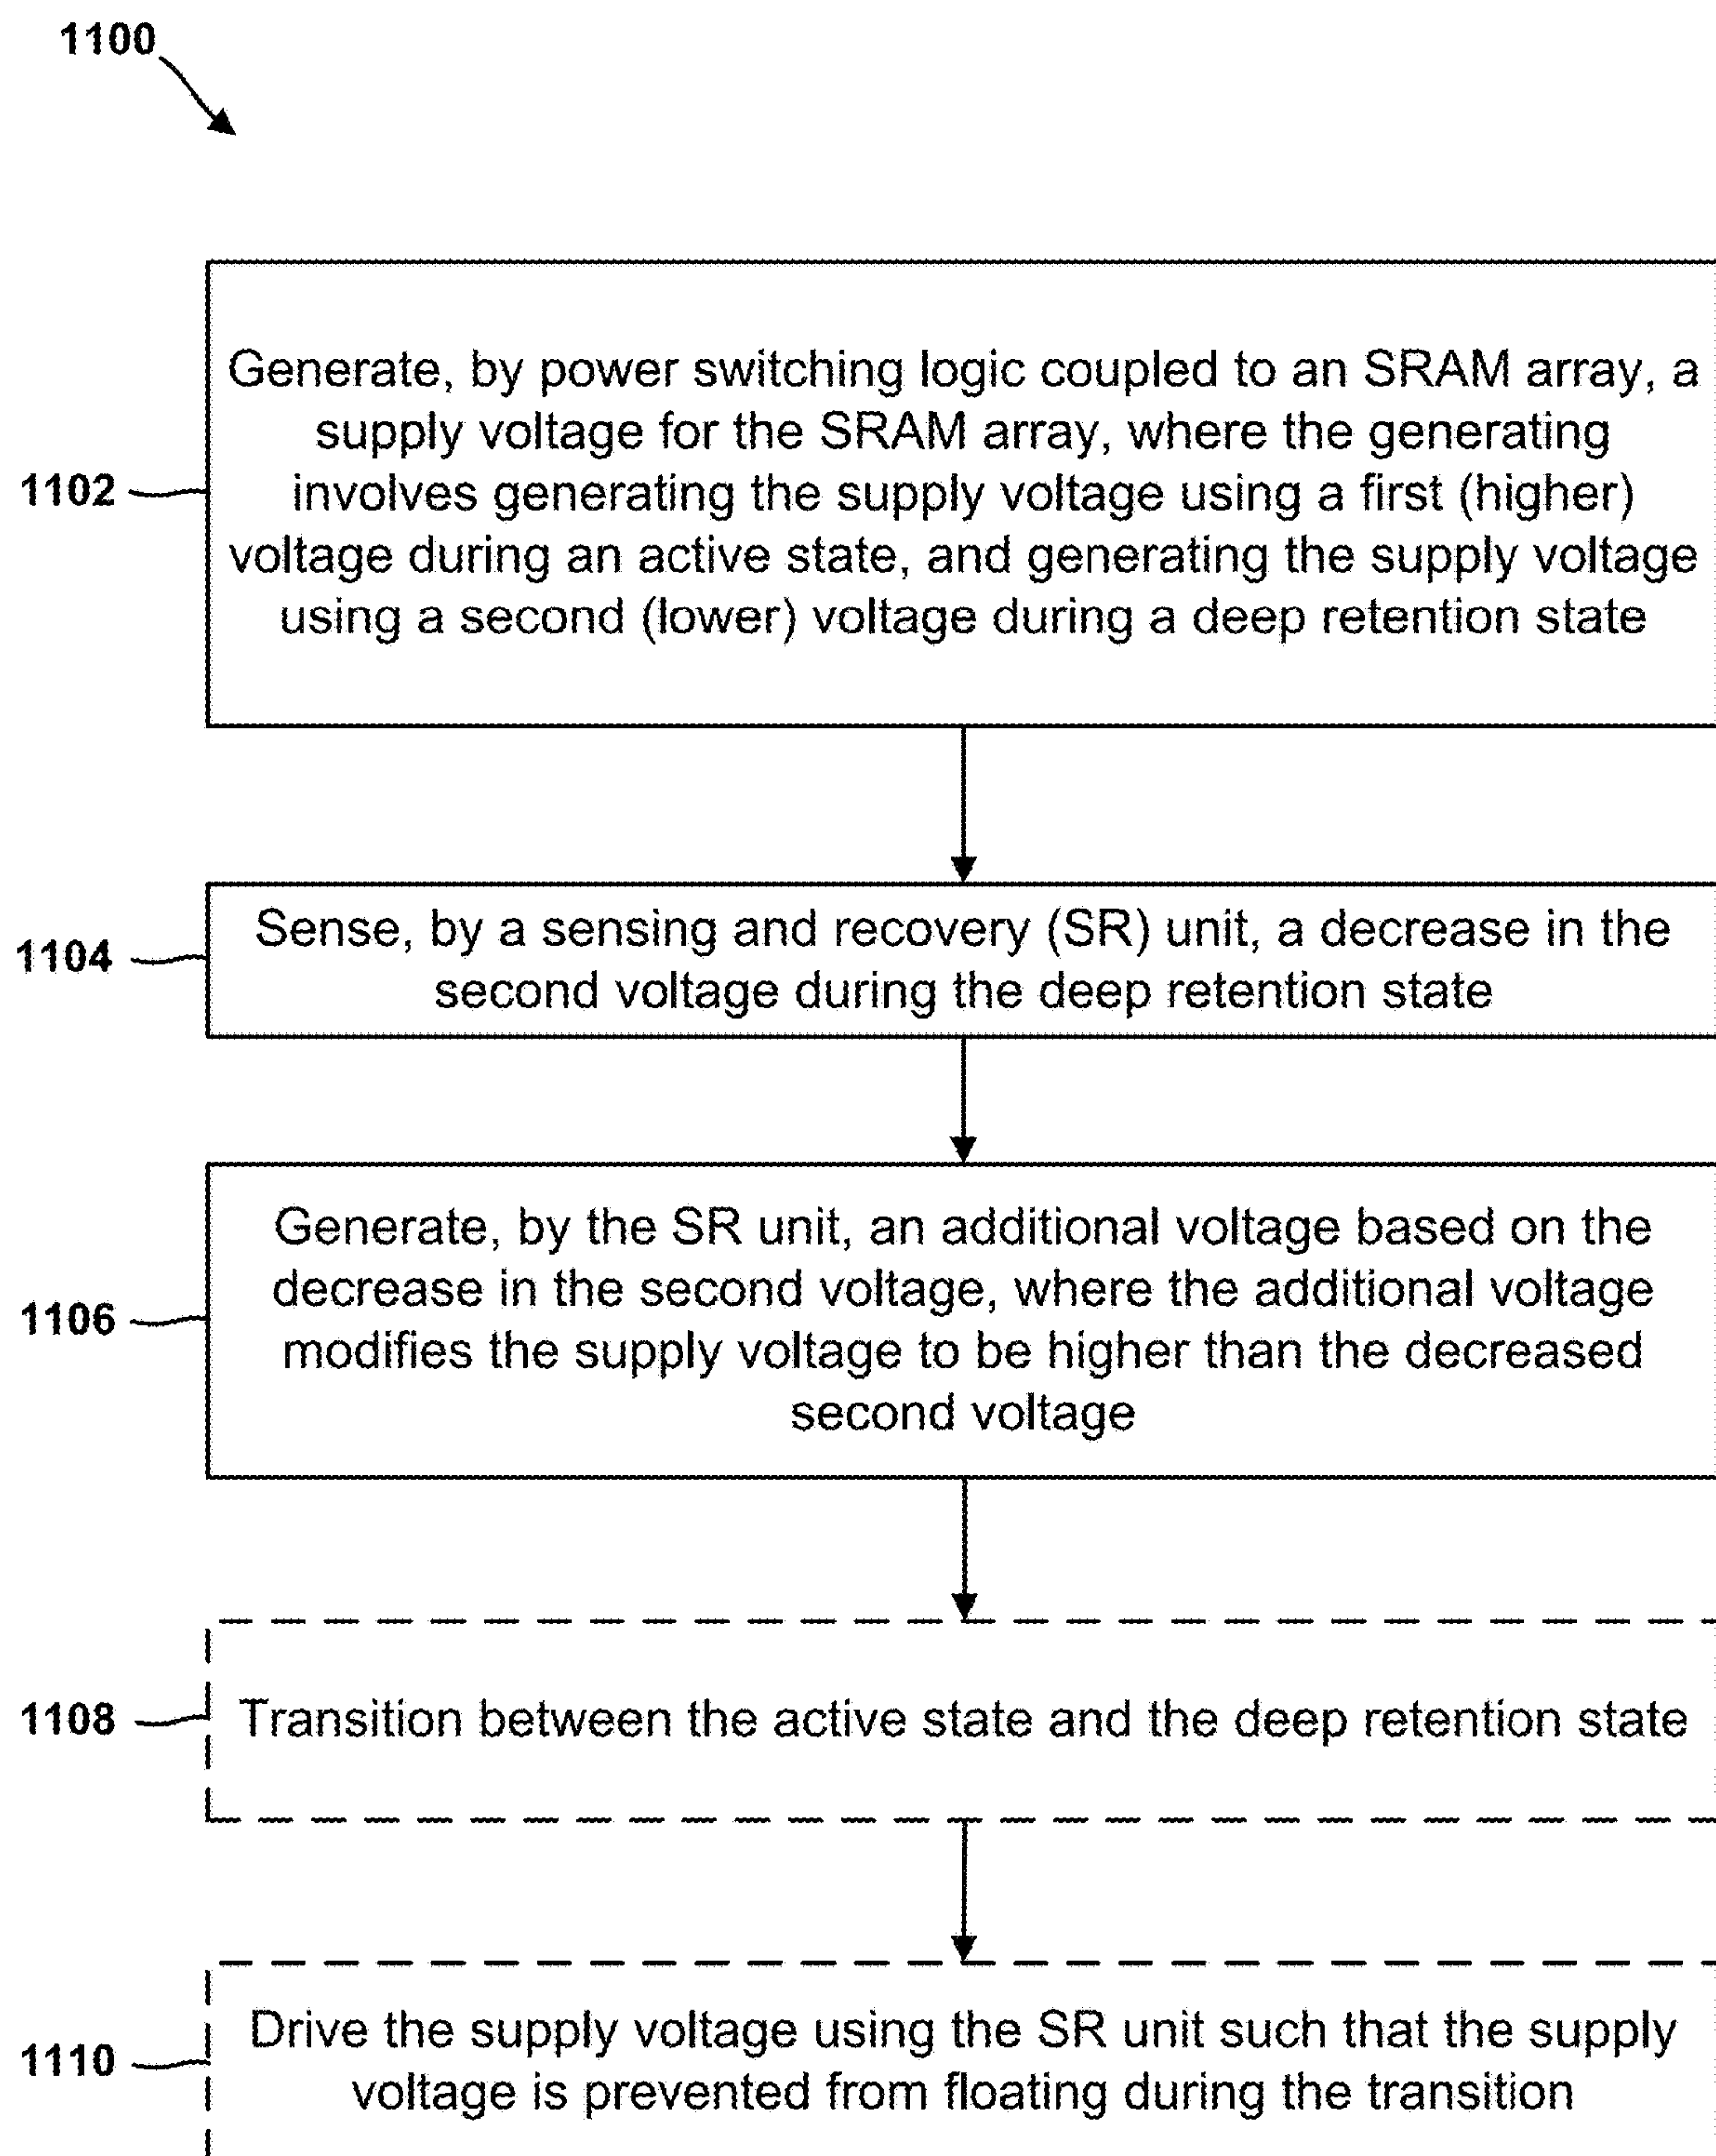 1100
Generate, by power switching logic coupled to an SRAM array, a
supply voltage for the SRAM array, where the generating
involves generating the supply voltage using a first (higher)
voltage during an active state, and generating the supply voltage
using a second (lower) voltage during a deep retention state
1102
Sense, by a sensing and recovery (SR) unit, a decrease in the
second voltage during the deep retention state
1104
Generate, by the SR unit, an additional voltage based on the
decrease in the second voltage, where the additional voltage
modifies the supply voltage to be higher than the decreased
second voltage
1106
Transition between the active state and the deep retention state
1108
Drive the supply voltage using the SR unit such that the supply
voltage is prevented from floating during the transition
1110